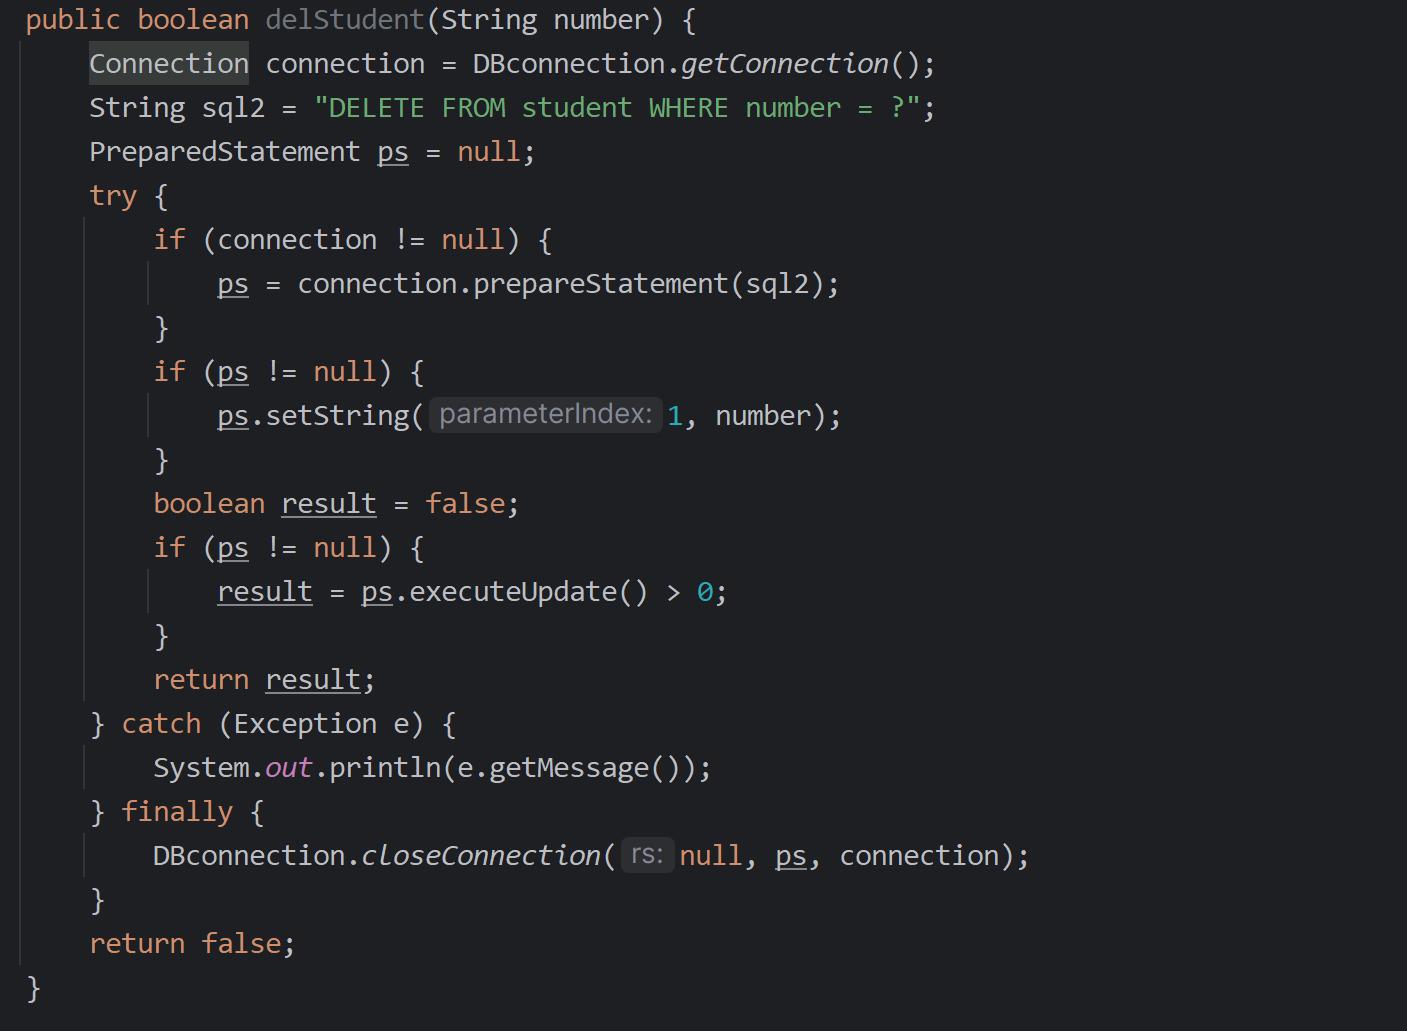 public boolean delStudent(String number) {
    Connection connection = DBconnection.getConnection();
    String sql2 = "DELETE FROM student WHERE number = ?";
    PreparedStatement ps = null;
    try {
        if (connection != null) {
            ps = connection.prepareStatement(sql2);
        }
        if (ps != null) {
            ps.setString( parameterIndex: 1, number);
        }
        boolean result = false;
        if (ps != null) {
            result = ps.executeUpdate() > 0;
        }
        return result;
    } catch (Exception e) {
        System.out.println(e.getMessage());
    } finally {
        DBconnection.closeConnection( rs: null, ps, connection);
    }
    return false;
}